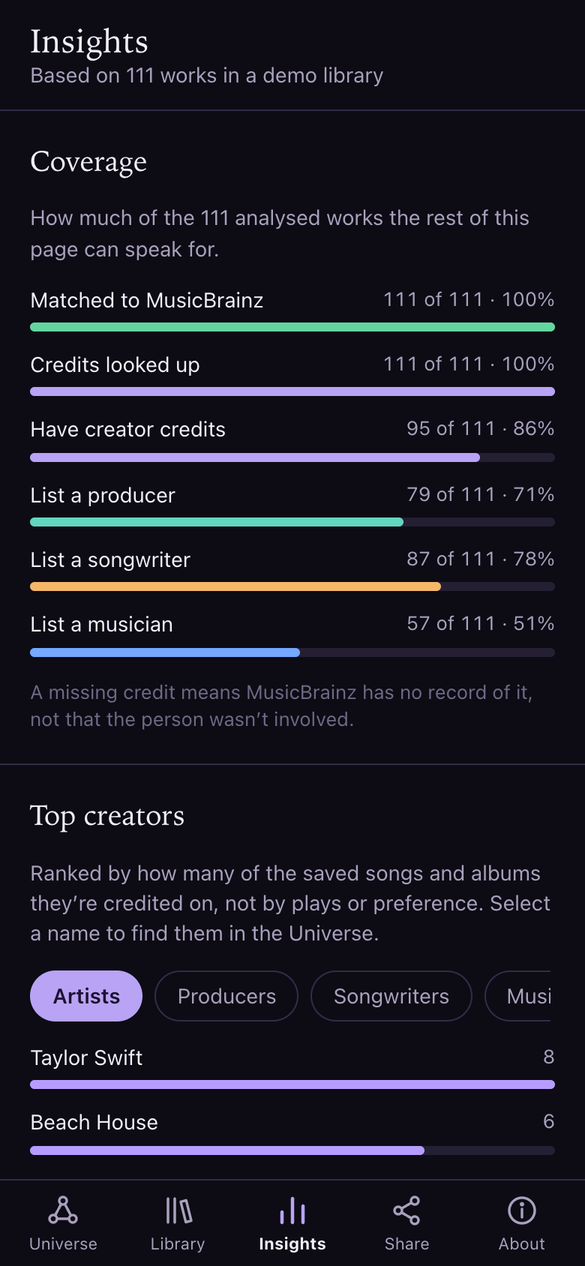 Insights
Based on 111 works in a demo library
Coverage
How much of the 111 analysed works the rest of this
page can speak for.
Matched to MusicBrainz 111 of 111 · 100%
Credits looked up 111 of 111 · 100%
Have creator credits 95 of 111 · 86%
List a producer 79 of 111 · 71%
List a songwriter 87 of 111 · 78%
List a musician 57 of 111 · 51%
A missing credit means MusicBrainz has no record of it,
not that the person wasn’t involved.
Top creators
Ranked by how many of the saved songs and albums
they’re credited on, not by plays or preference. Select
a name to find them in the Universe.
Artists Producers Songwriters Musi
Taylor Swift 8
Beach House 6
Universe Library Insights Share About